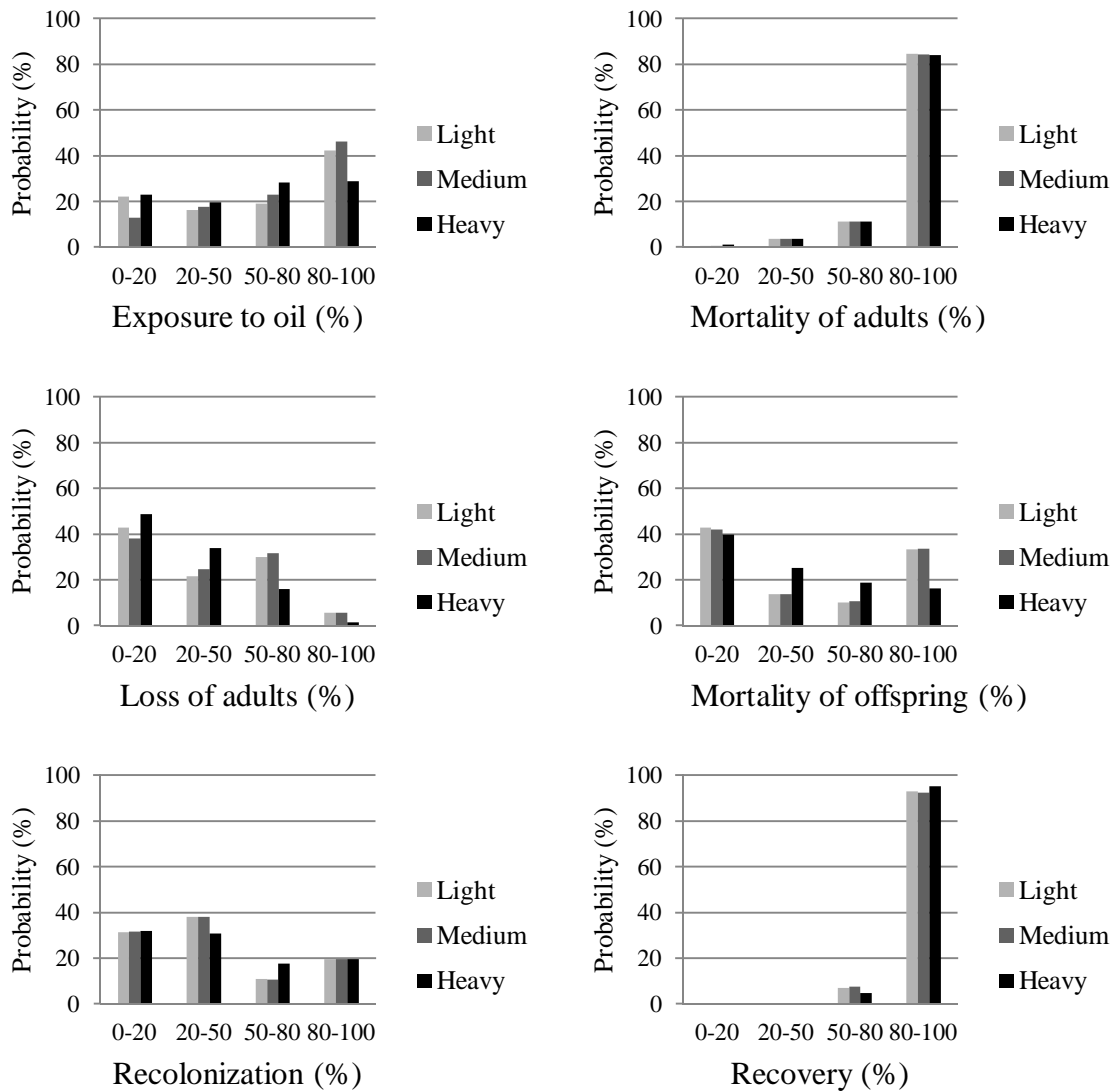 100
80
60
40
20
0
Probability (%)
0-20 20-50 50-80 80-100
Exposure to oil (%)
Light
Medium
Heavy
100
80
60
40
20
0
Probability (%)
0-20 20-50 50-80 80-100
Mortality of adults (%)
Light
Medium
Heavy
100
80
60
40
20
0
Probability (%)
0-20 20-50 50-80 80-100
Loss of adults (%)
Light
Medium
Heavy
100
80
60
40
20
0
Probability (%)
0-20 20-50 50-80 80-100
Mortality of offspring (%)
Light
Medium
Heavy
100
80
60
40
20
0
Probability (%)
0-20 20-50 50-80 80-100
Recolonization (%)
Light
Medium
Heavy
100
80
60
40
20
0
Probability (%)
0-20 20-50 50-80 80-100
Recovery (%)
Light
Medium
Heavy